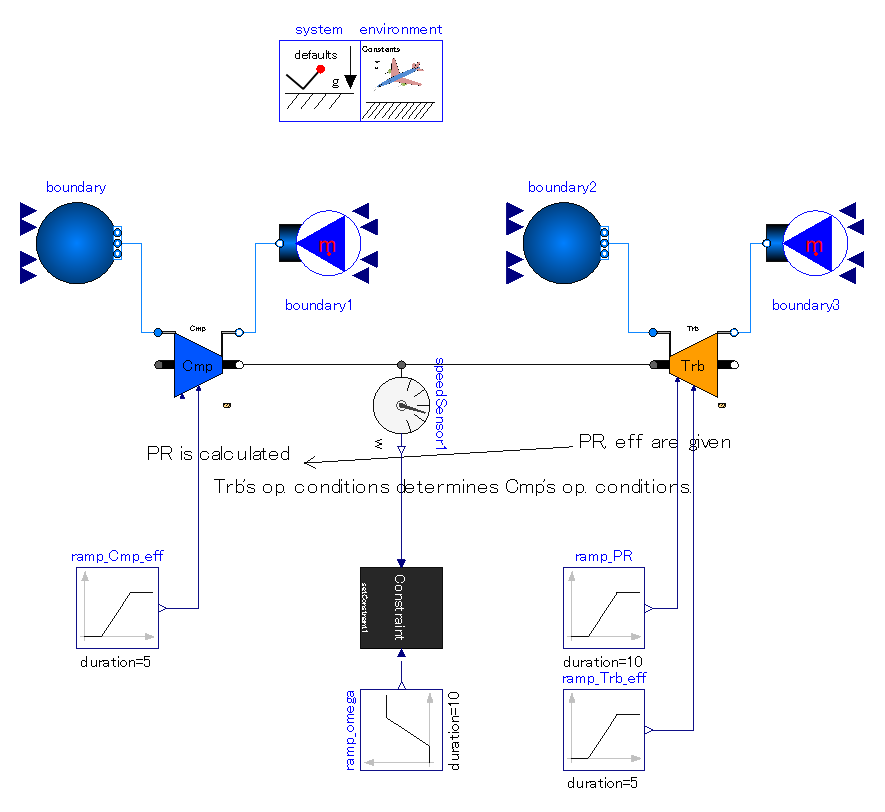 system environment
defaults
g
Constants
boundary
boundary2
m
m
boundary1
boundary3
Cmp
Trb
Cmp
Trb
speedSensor1
w
PR is calculated
PR, eff are given
Trb's op. conditions determines Cmp's op. conditions.
ramp_Cmp_eff
duration=5
Constraint
setConstraint1
ramp_PR
duration=10
ramp_omega
duration=10
ramp_Trb_eff
duration=5